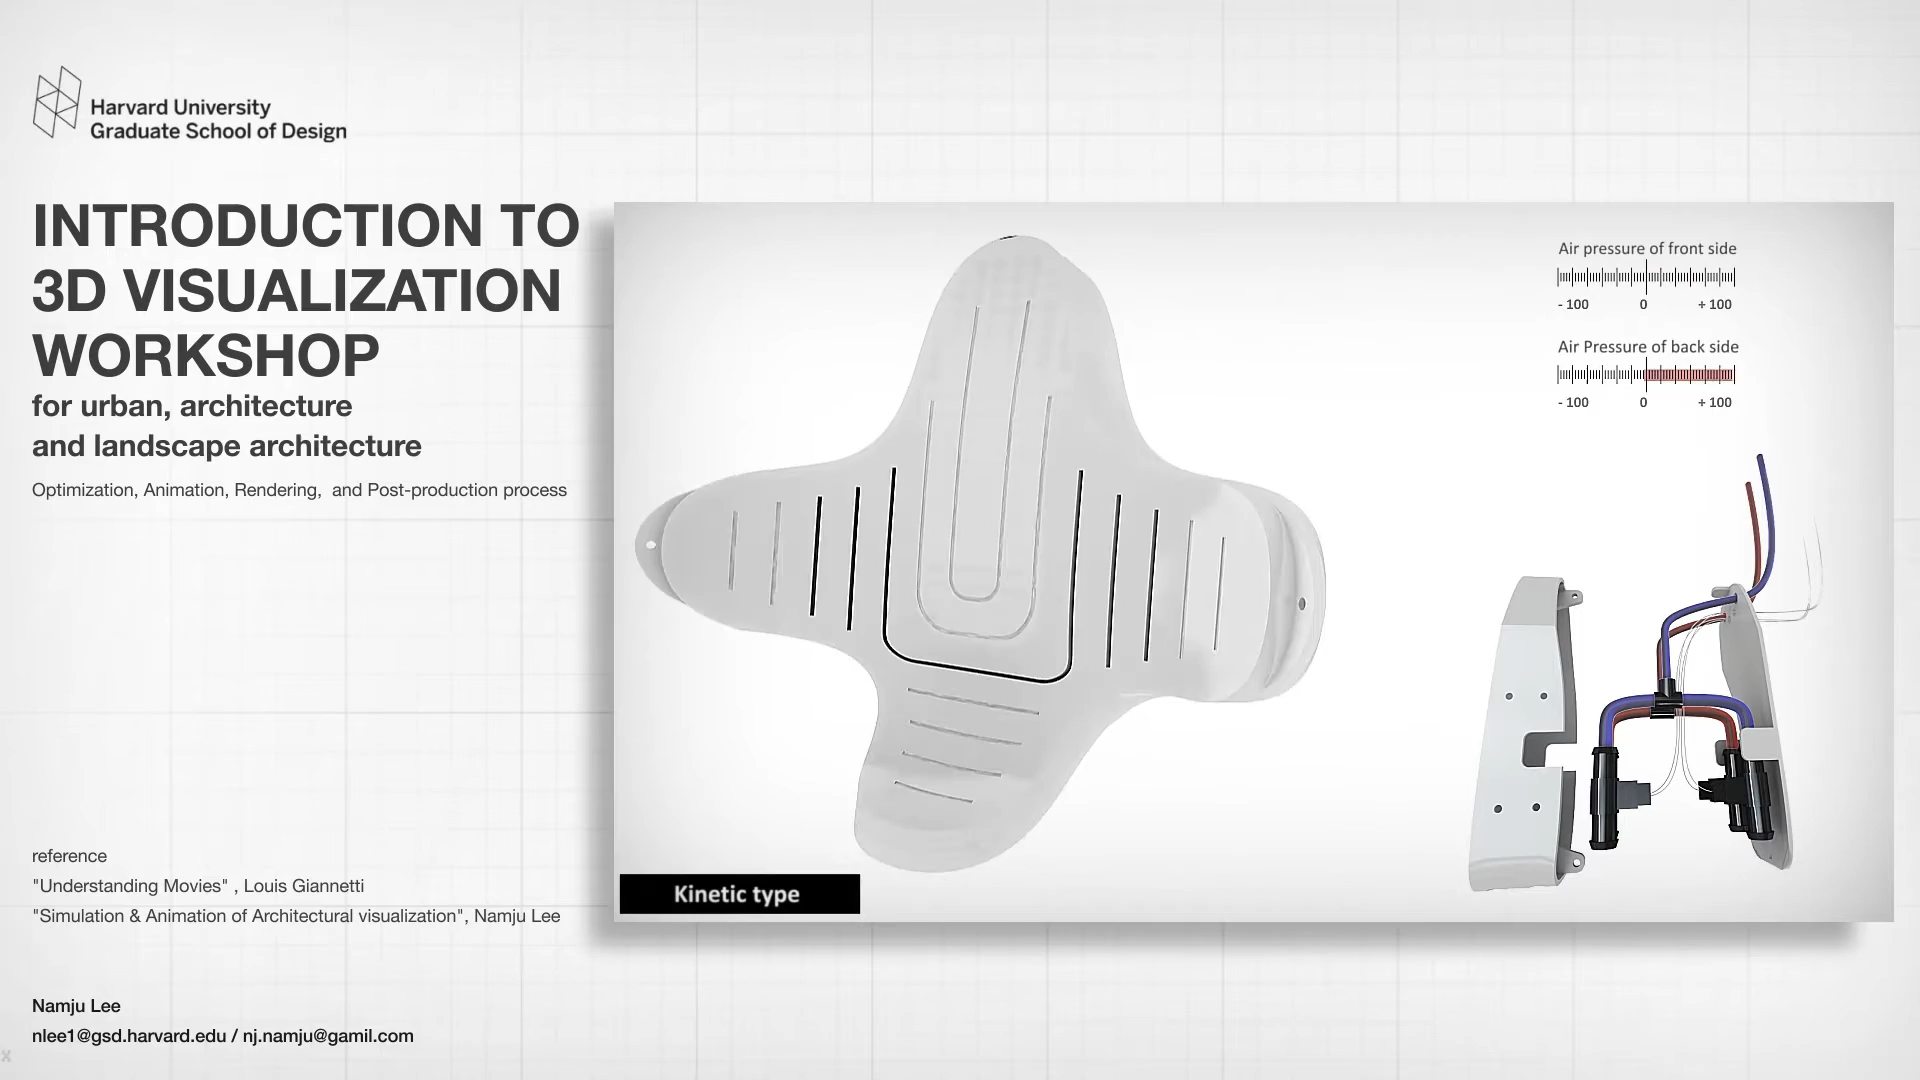 Harvard University
Graduate School of Design
INTRODUCTION TO
3D VISUALIZATION
WORKSHOP
for urban, architecture
and landscape architecture
Optimization, Animation, Rendering,  and Post-production process
Air pressure of front side
- 100 0 + 100
Air Pressure of back side
- 100 0 + 100
Kinetic type
reference
"Understanding Movies" , Louis Giannetti
"Simulation & Animation of Architectural visualization", Namju Lee
Namju Lee
nlee1@gsd.harvard.edu / nj.namju@gamil.com
x